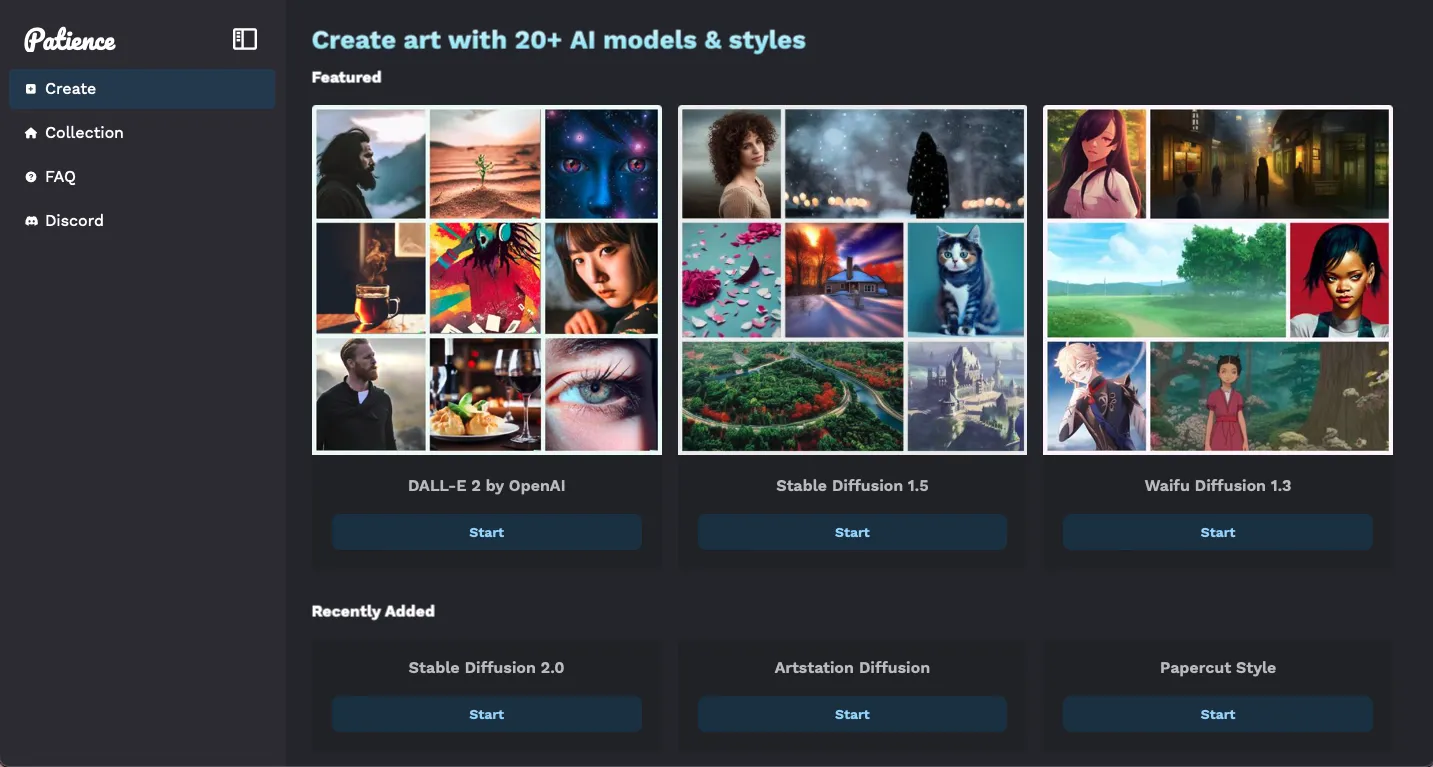 Patience
Create
Collection
FAQ
Discord
Create art with 20+ AI models & styles
Featured
DALL-E 2 by OpenAI
Start
Stable Diffusion 1.5
Start
Waifu Diffusion 1.3
Start
Recently Added
Stable Diffusion 2.0
Start
Artstation Diffusion
Start
Papercut Style
Start